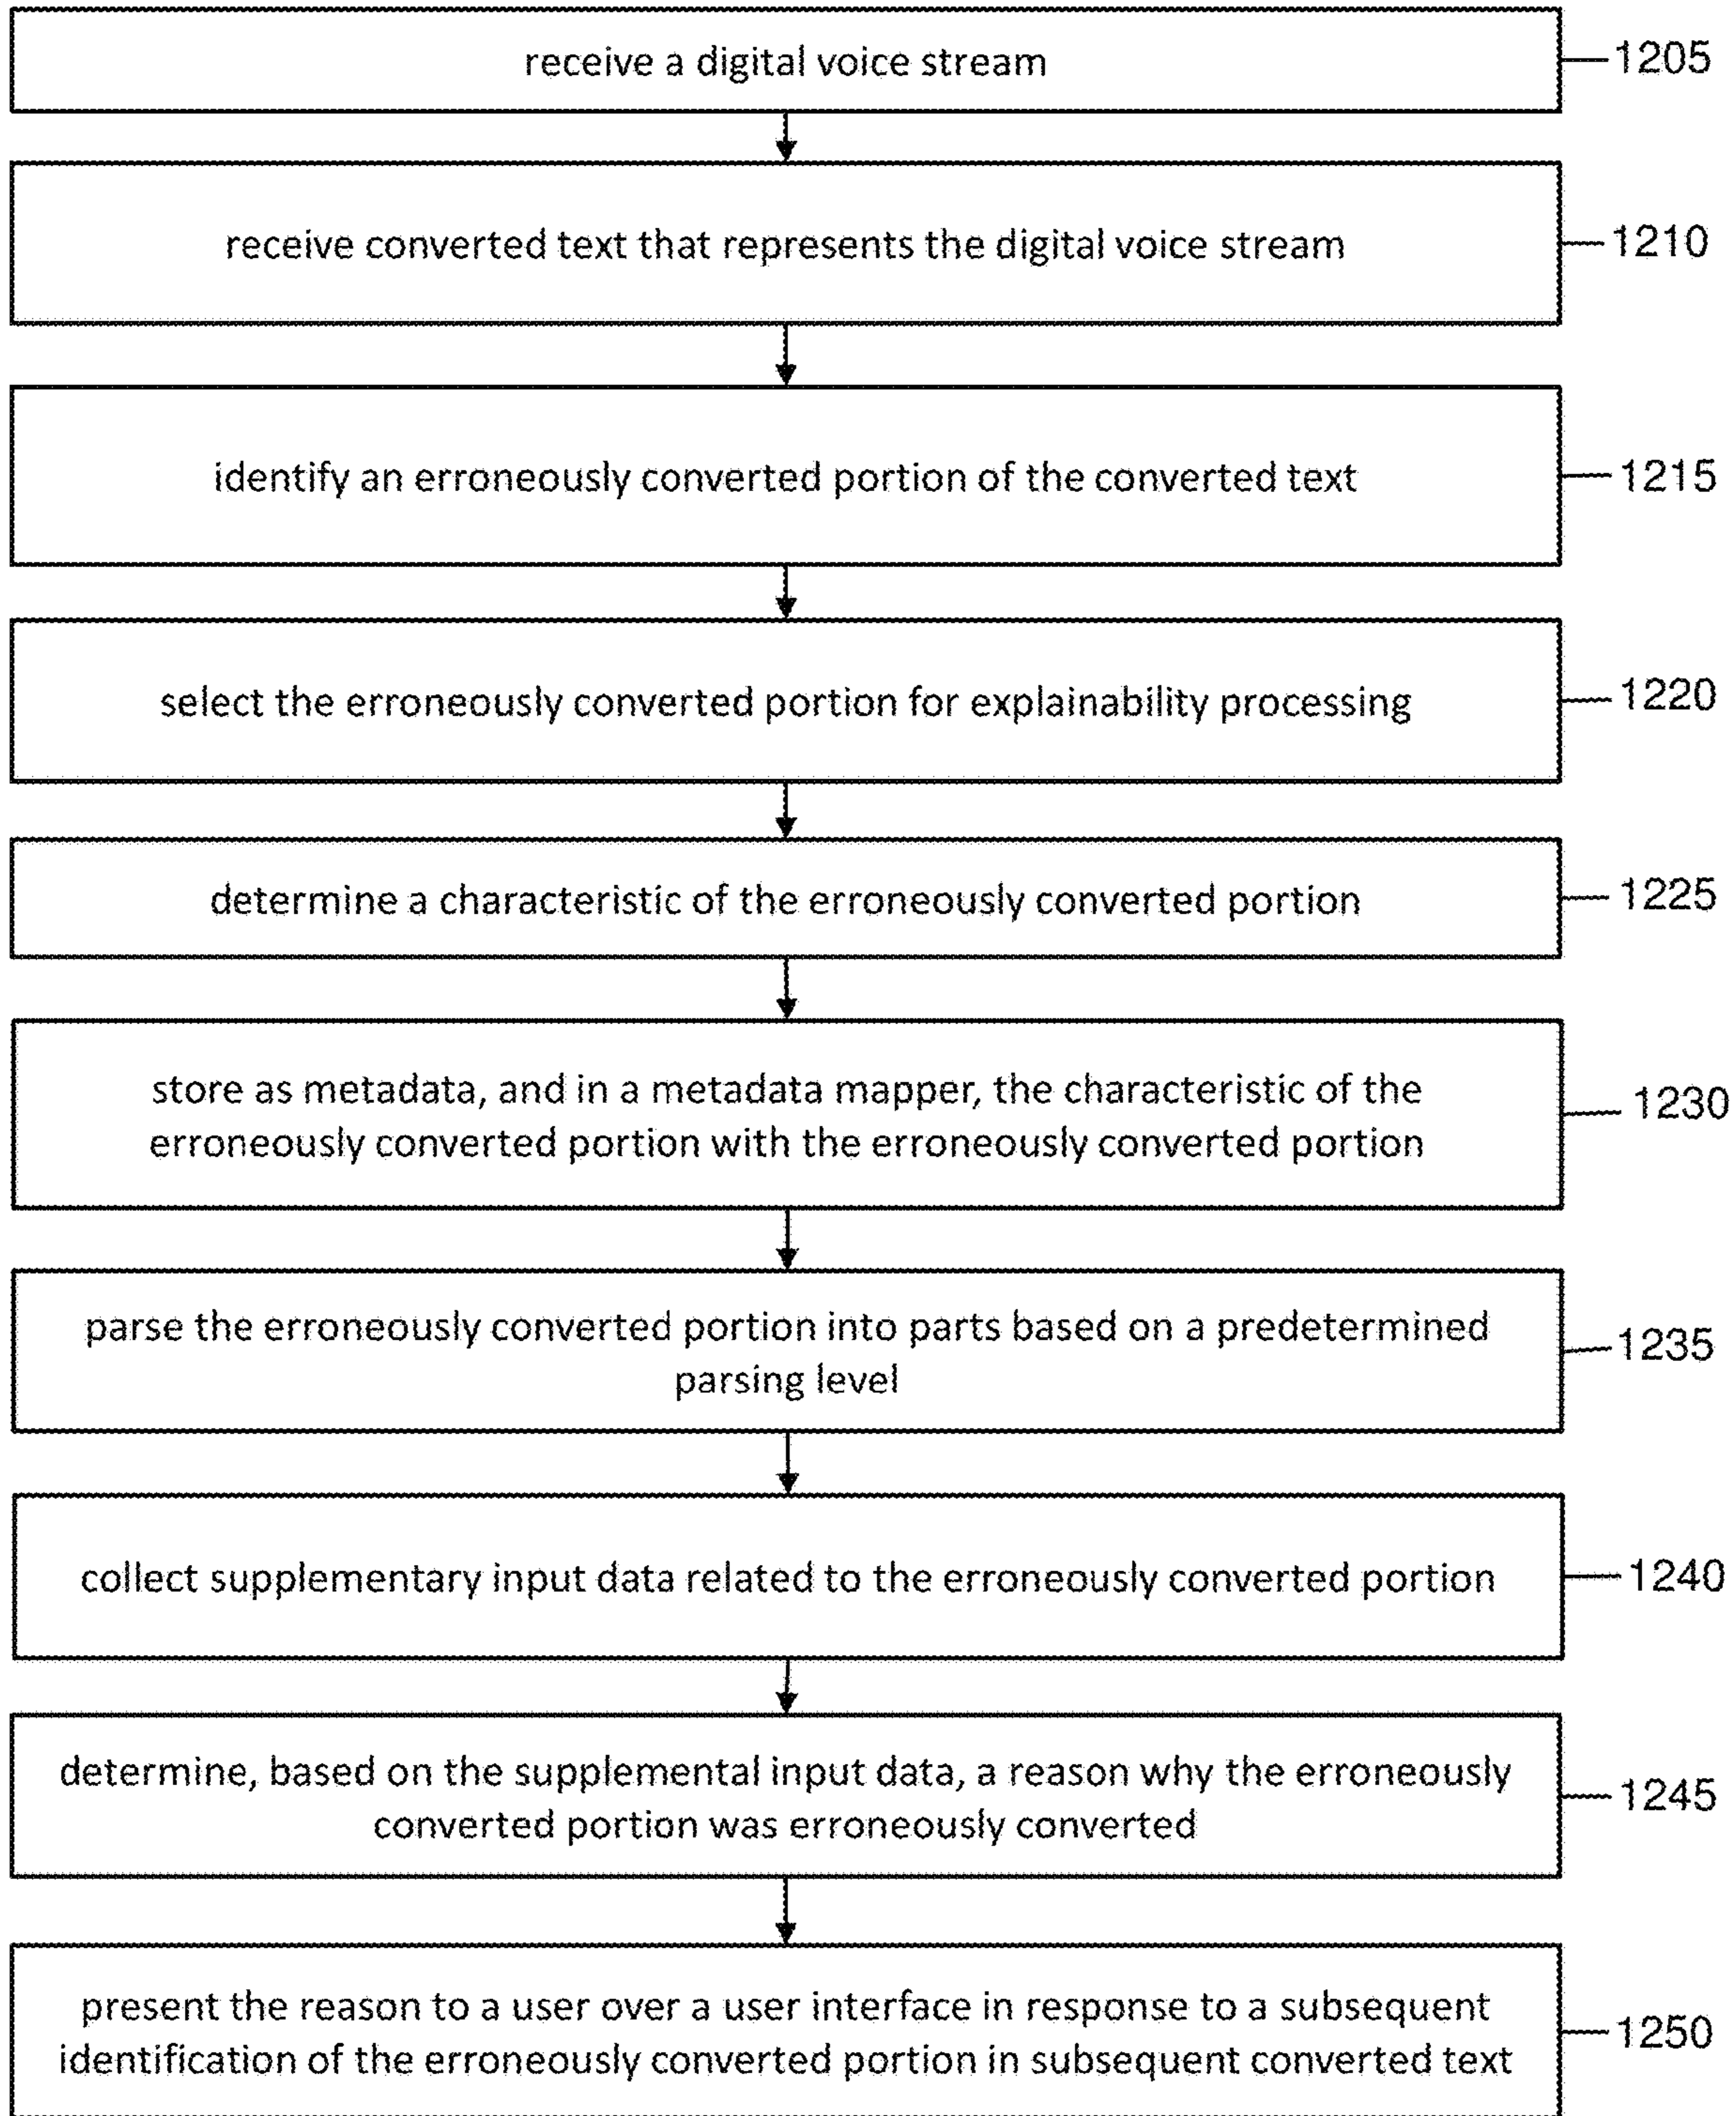 receive a digital voice stream
1205
receive converted text that represents the digital voice stream
1210
identify an erroneously converted portion of the converted text
1215
select the erroneously converted portion for explainability processing
1220
determine a characteristic of the erroneously converted portion
1225
store as metadata, and in a metadata mapper, the characteristic of the
erroneously converted portion with the erroneously converted portion
1230
parse the erroneously converted portion into parts based on a predetermined
parsing level
1235
collect supplementary input data related to the erroneously converted portion
1240
determine, based on the supplemental input data, a reason why the erroneously
converted portion was erroneously converted
1245
present the reason to a user over a user interface in response to a subsequent
identification of the erroneously converted portion in subsequent converted text
1250